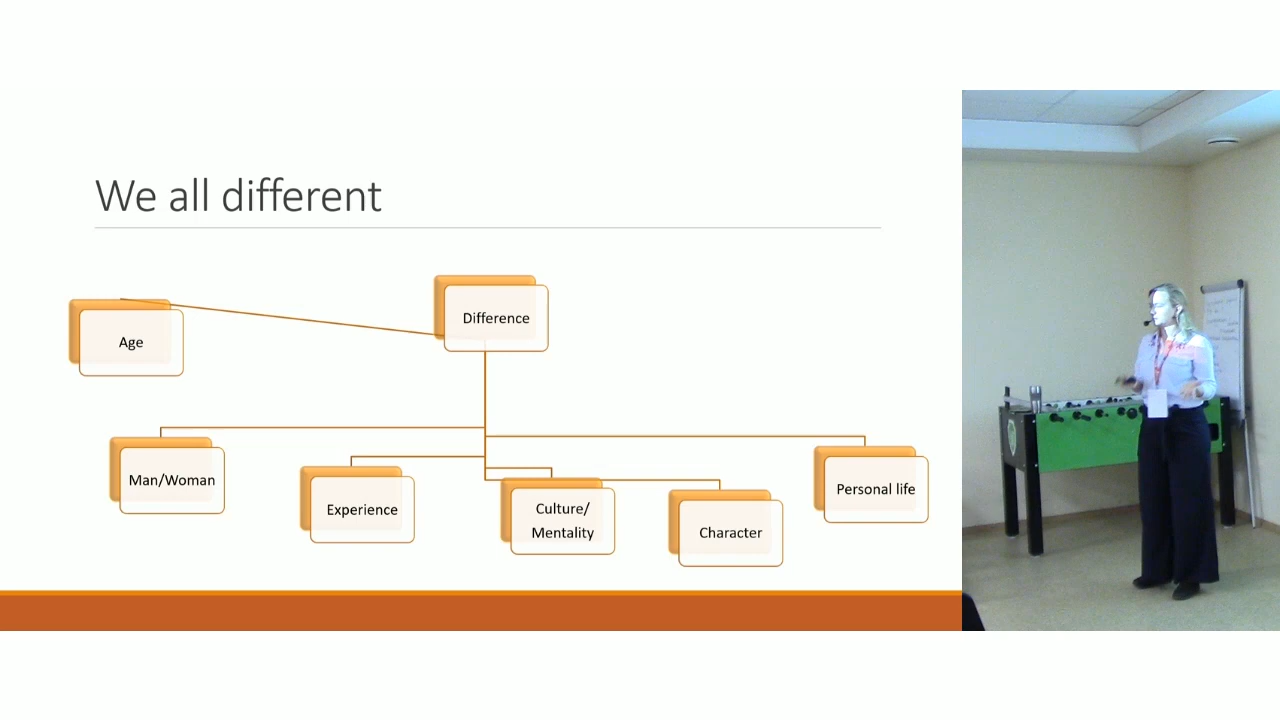 We all different
Difference
Age
Man/Woman
Experience
Culture/
Mentality
Character
Personal life